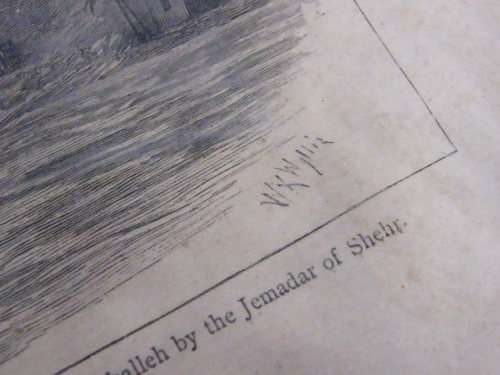 by the Jemadar of Shehr.